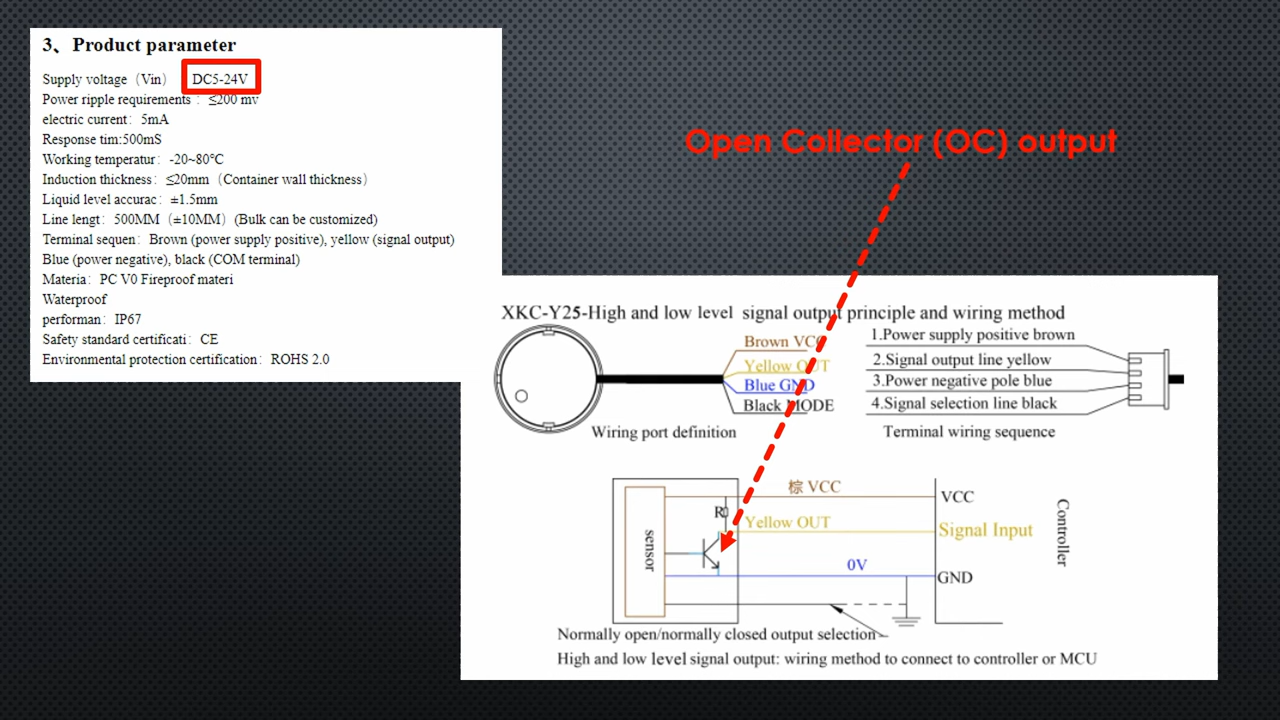 3、Product parameter
Supply voltage（Vin） DC5-24V
Power ripple requirements： ≤200 mv
electric current：5mA
Response tim:500mS
Working temperatur：-20~80℃
Induction thickness：≤20mm（Container wall thickness）
Liquid level accurac：±1.5mm
Line lengt：500MM（±10MM）(Bulk can be customized)
Terminal sequen：Brown (power supply positive), yellow (signal output)
Blue (power negative), black (COM terminal)
Materia：PC V0 Fireproof materi
Waterproof
performan：IP67
Safety standard certificati：CE
Environmental protection certification：ROHS 2.0
Open Collector (OC) output
XKC-Y25-High and low level signal output principle and wiring method
Brown VCC
Yellow OUT
Blue GND
Black MODE
Wiring port definition
1.Power supply positive brown
2.Signal output line yellow
3.Power negative pole blue
4.Signal selection line black
Terminal wiring sequence
棕 VCC
VCC
R
Yellow OUT
Signal Input
sensor
Controller
0V
GND
Normally open/normally closed output selection
High and low level signal output: wiring method to connect to controller or MCU